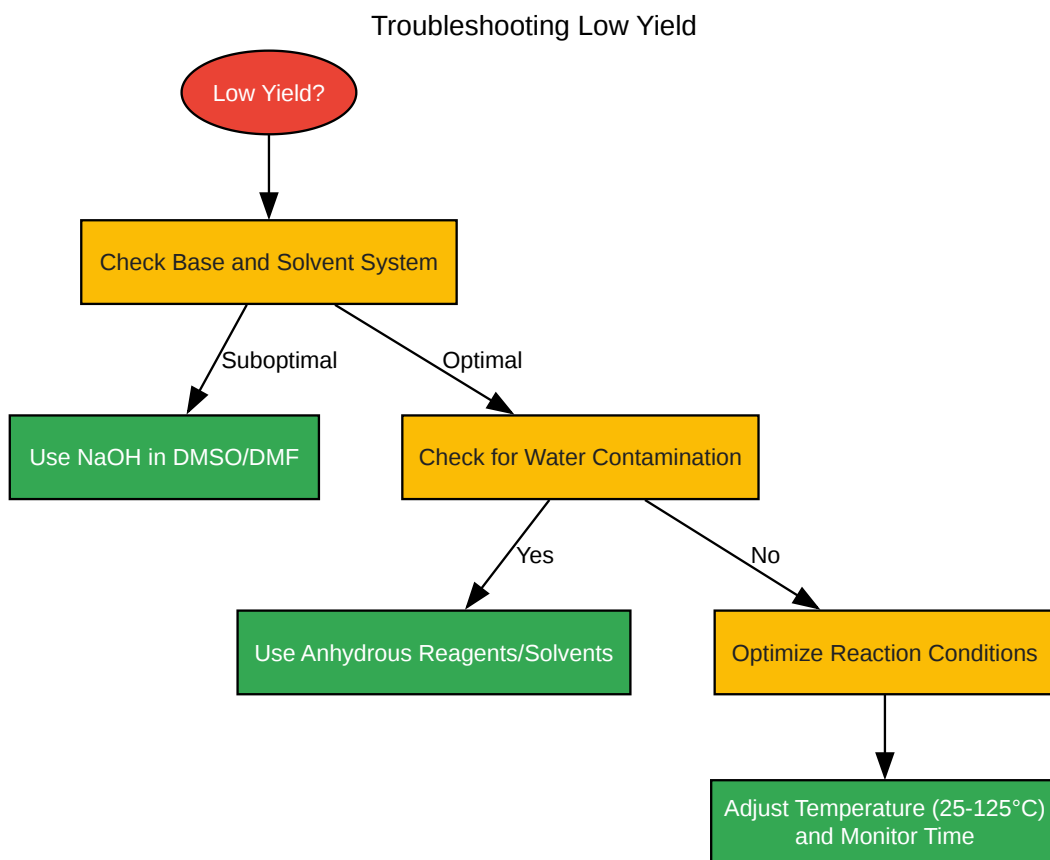 Troubleshooting Low Yield
Low Yield?
Check Base and Solvent System
Suboptimal
Optimal
Use NaOH in DMSO/DMF
Check for Water Contamination
Yes
No
Use Anhydrous Reagents/Solvents
Optimize Reaction Conditions
Adjust Temperature (25-125°C)
and Monitor Time